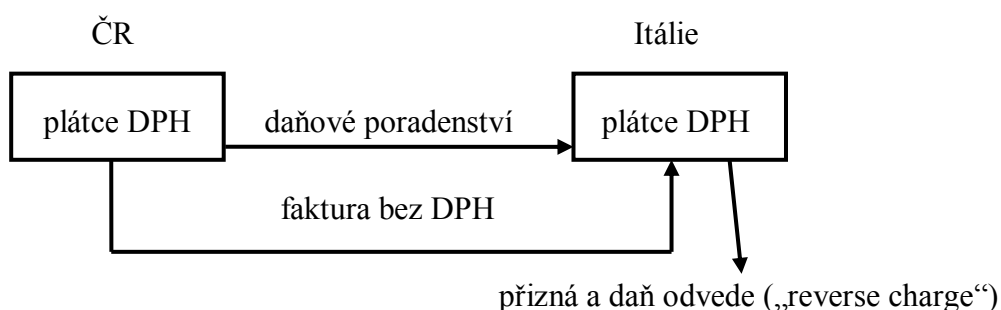 ČR
Itálie
plátce DPH
daňové poradenství
plátce DPH
faktura bez DPH
přizná a daň odvede („reverse charge“)